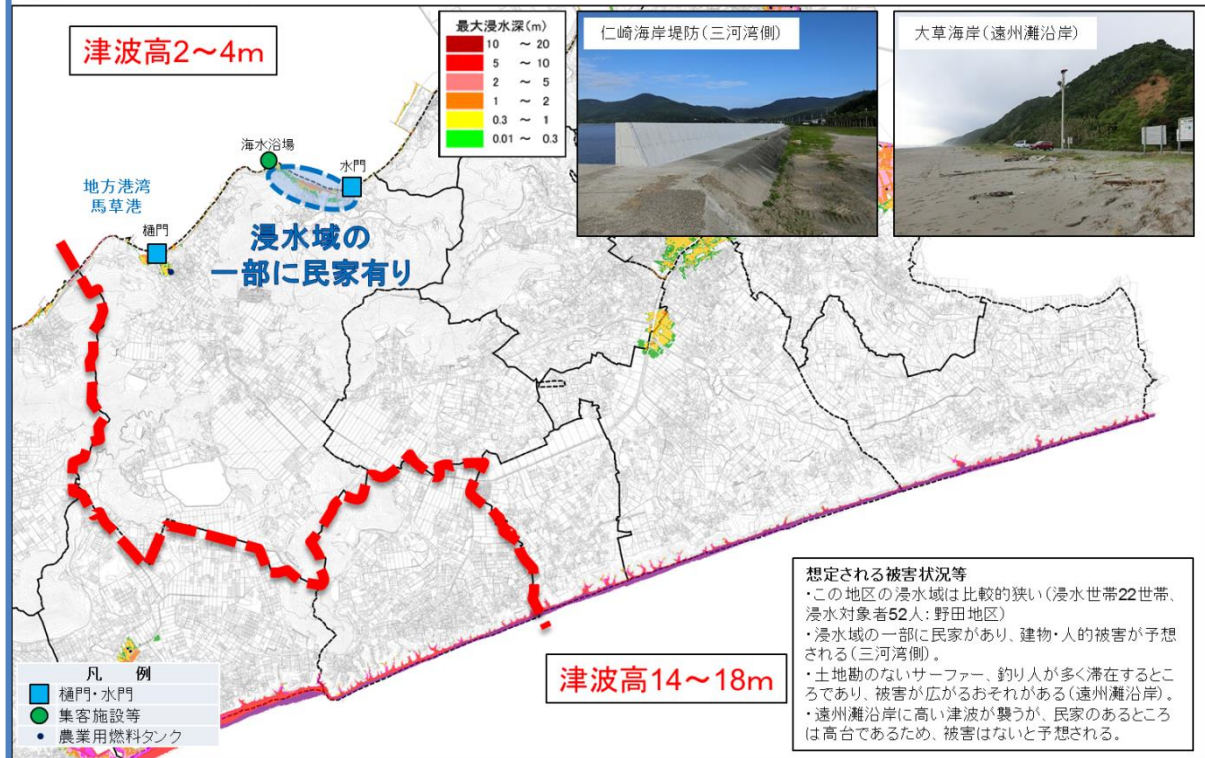 津波高2～4m
最大浸水深(m)
10 ～ 20
5 ～ 10
2 ～ 5
1 ～ 2
0.3 ～ 1
0.01 ～ 0.3
仁崎海岸堤防(三河湾側)
大草海岸(遠州灘沿岸)
海水浴場
水門
地方港湾
馬草港
樋門
浸水域の
一部に民家有り
津波高14～18m
想定される被害状況等
・この地区の浸水域は比較的狭い(浸水世帯22世帯、
浸水対象者52人:野田地区)
・浸水域の一部に民家があり、建物・人的被害が予想
される(三河湾側)。
・土地勘のないサーファー、釣り人が多く滞在するとこ
ろであり、被害が広がるおそれがある(遠州灘沿岸)。
・遠州灘沿岸に高い津波が襲うが、民家のあるところ
は高台であるため、被害はないと予想される。
凡 例
樋門・水門
集客施設等
農業用燃料タンク